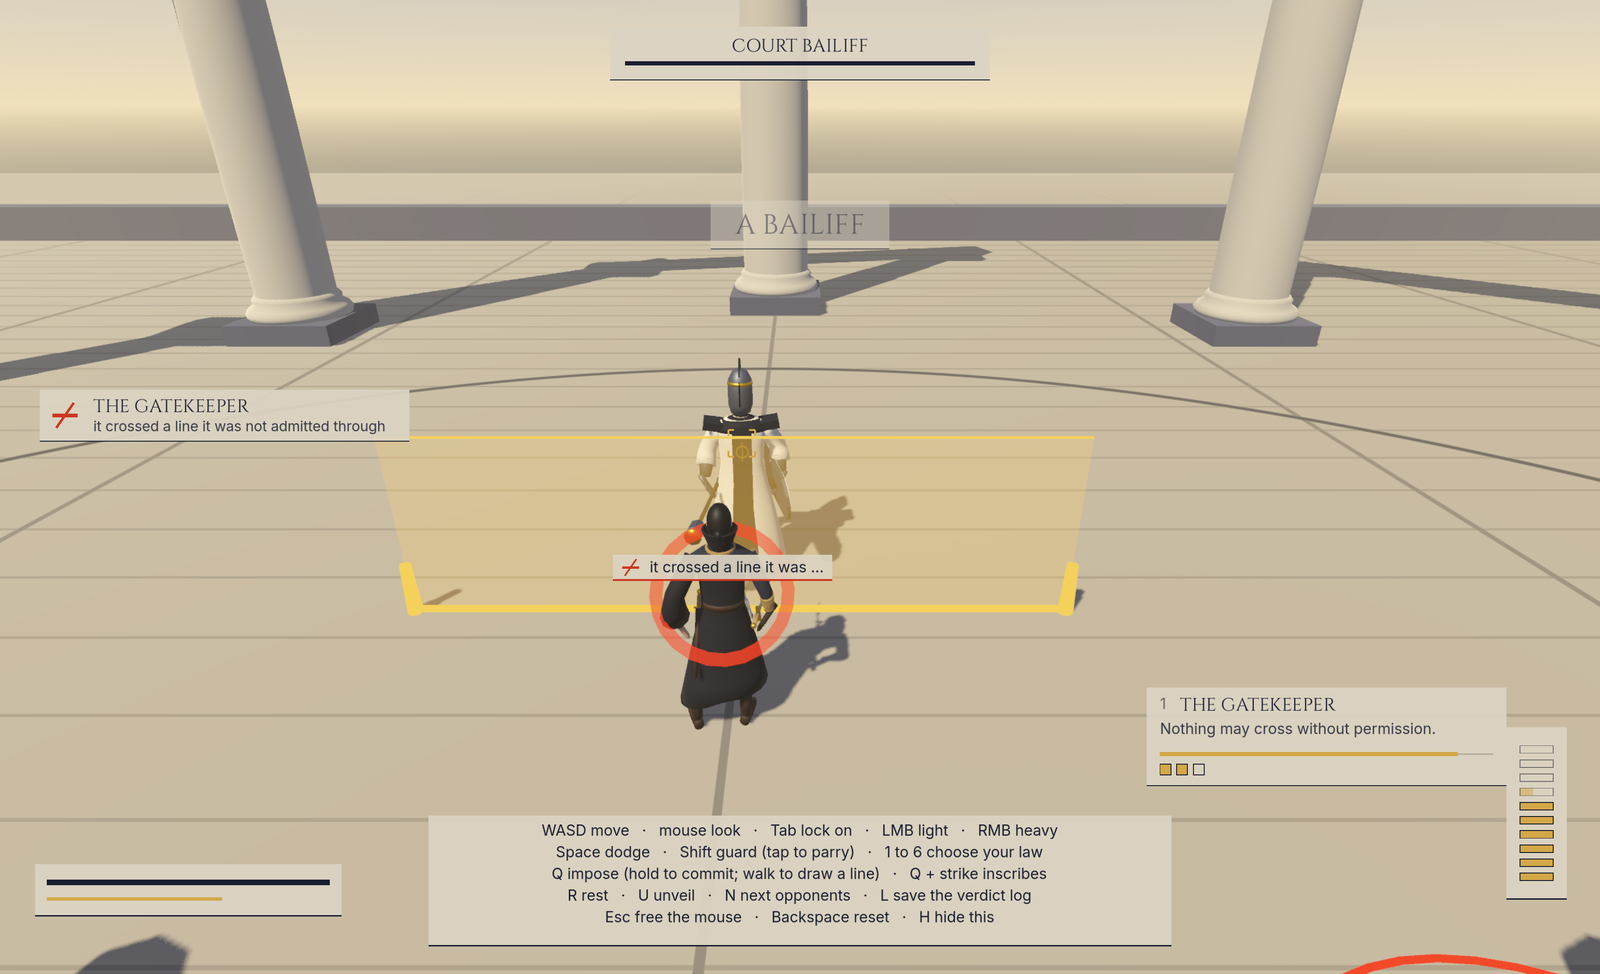 COURT BAILIFF
A BAILIFF
THE GATEKEEPER
it crossed a line it was not admitted through
it crossed a line it was ...
1 THE GATEKEEPER
Nothing may cross without permission.
WASD move · mouse look · Tab lock on · LMB light · RMB heavy
Space dodge · Shift guard (tap to parry) · 1 to 6 choose your law
Q impose (hold to commit; walk to draw a line) · Q + strike inscribes
R rest · U unveil · N next opponents · L save the verdict log
Esc free the mouse · Backspace reset · H hide this